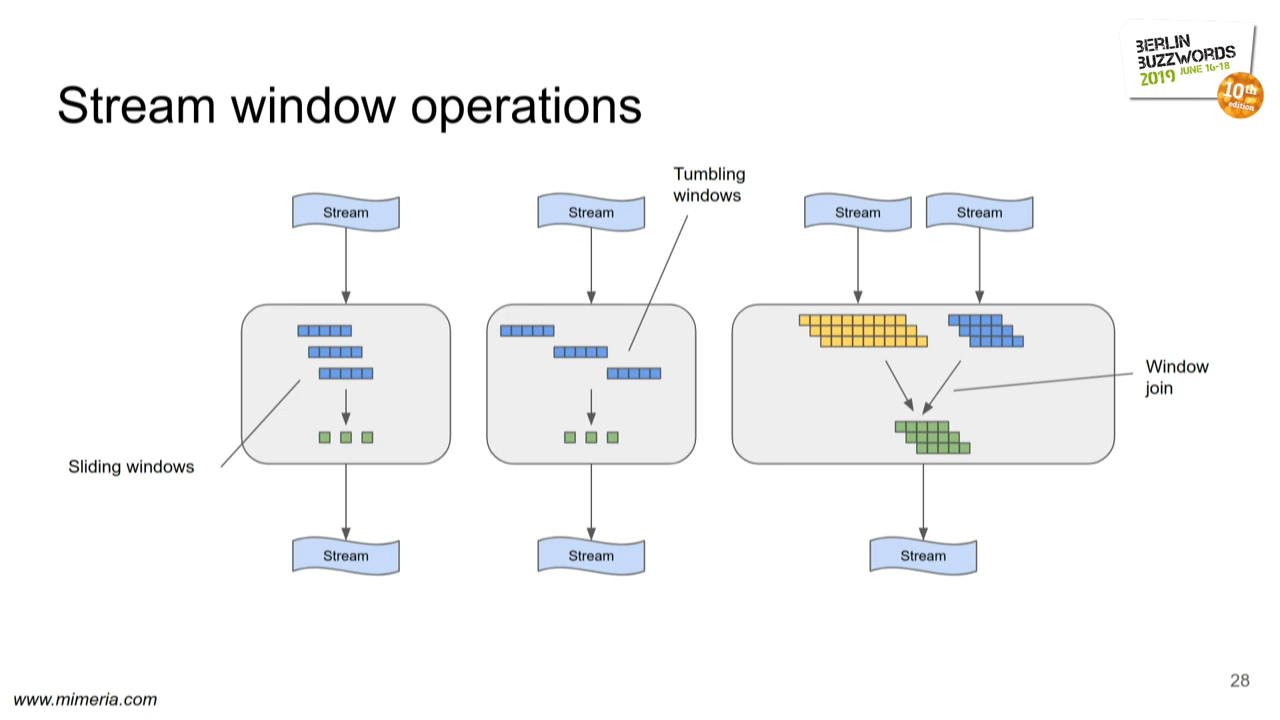 BERLIN
BUZZWORDS
2019 JUNE 16-18
10th
edition
Stream window operations
Tumbling
windows
Stream
Stream
Stream
Stream
Window
join
Sliding windows
Stream
Stream
Stream
28
www.mimeria.com